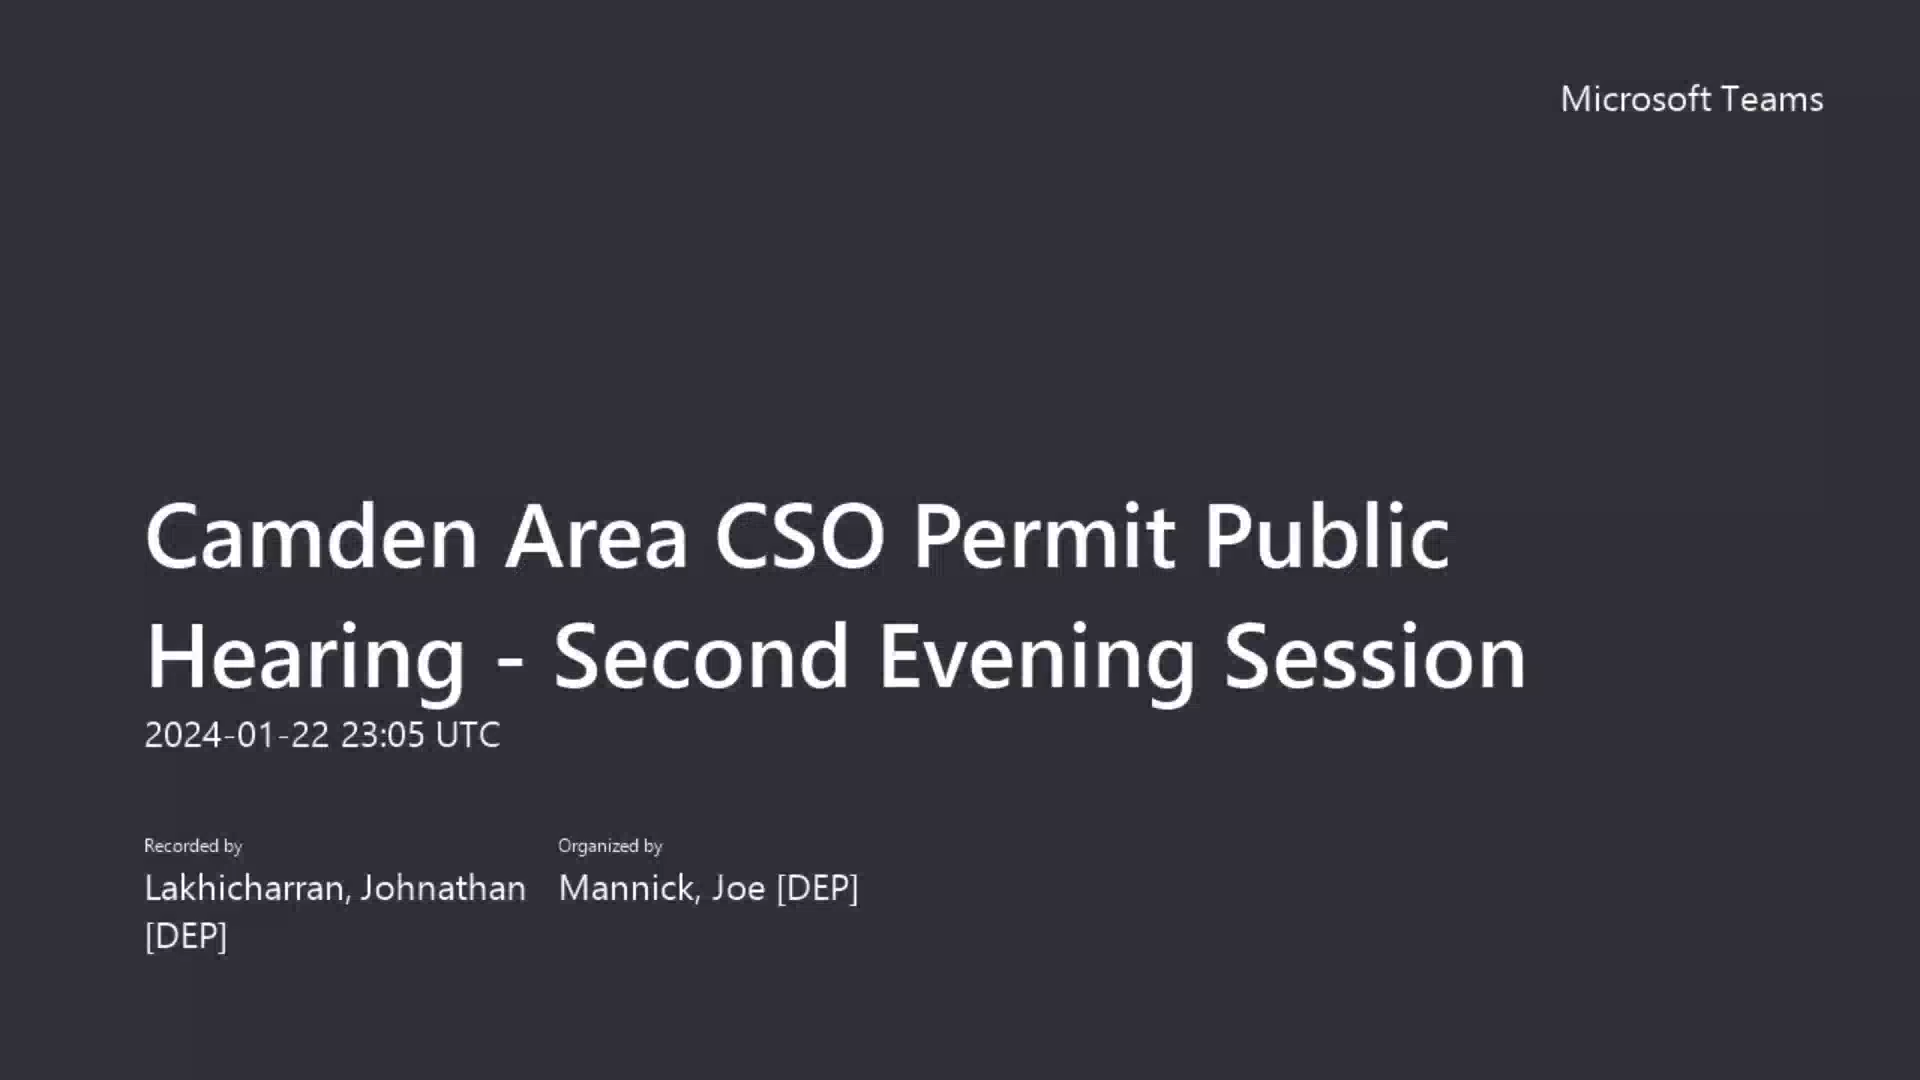 Microsoft Teams
Camden Area CSO Permit Public
Hearing - Second Evening Session
2024-01-22 23:05 UTC
Recorded by
Organized by
Lakhicharran, Johnathan
[DEP]
Mannick, Joe [DEP]